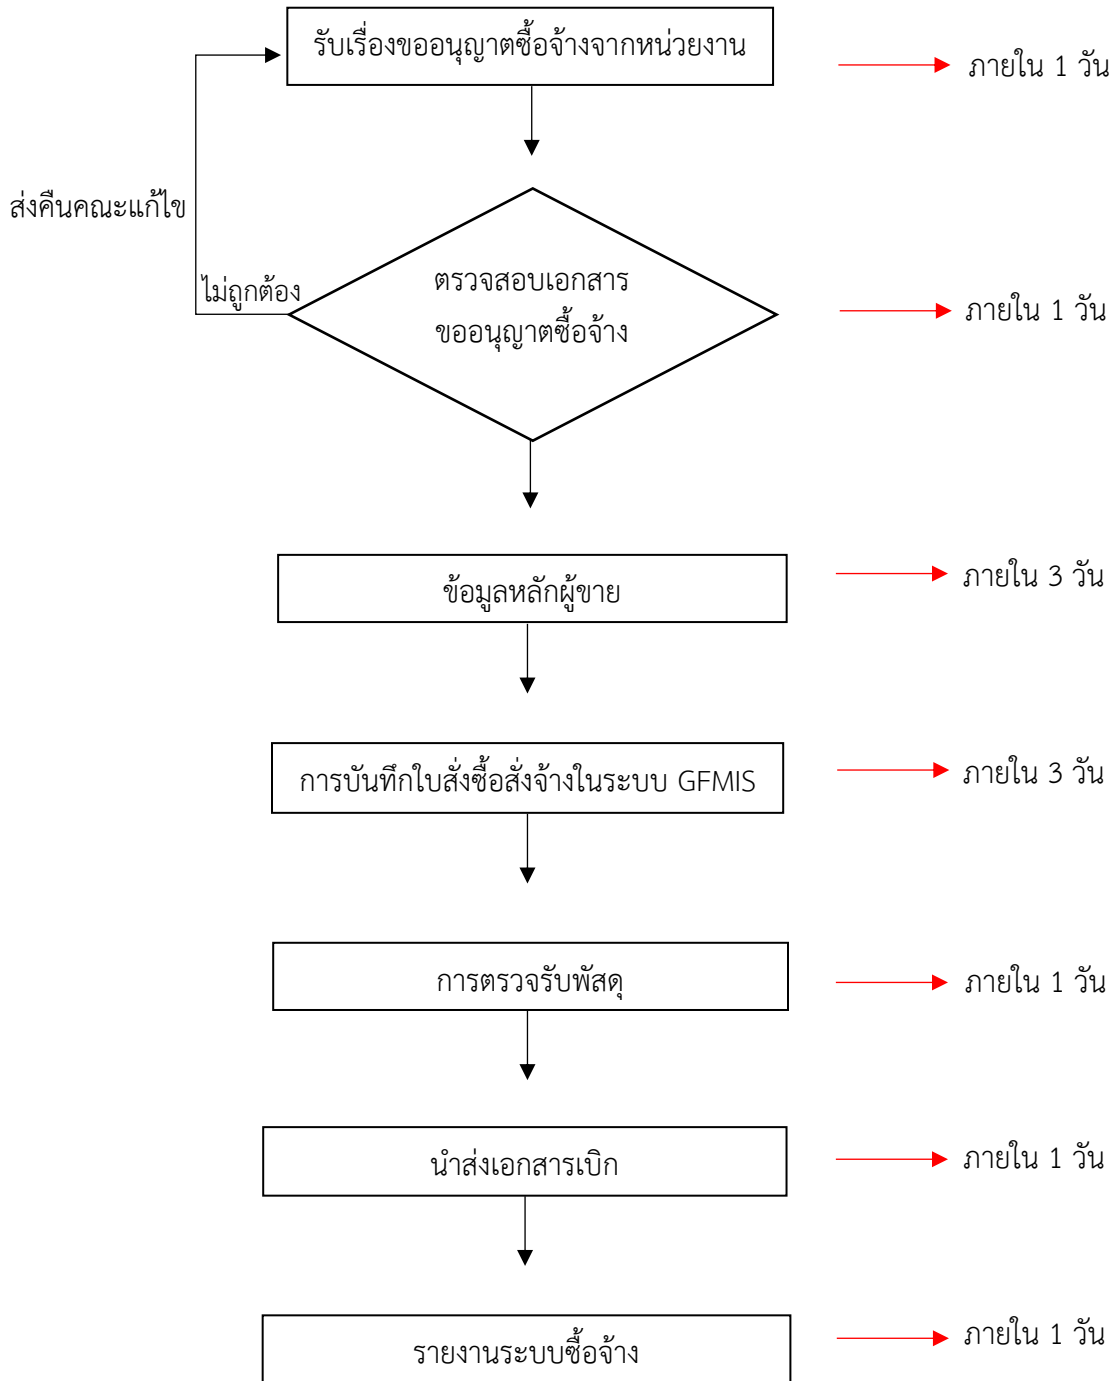 รับเรื่องขออนุญาตซื้อจ้างจากหน่วยงาน
ภายใน 1 วัน
ส่งคืนคณะแก้ไข
ไม่ถูกต้อง
ตรวจสอบเอกสาร
ขออนุญาตซื้อจ้าง
ภายใน 1 วัน
ข้อมูลหลักผู้ขาย
ภายใน 3 วัน
การบันทึกใบสั่งซื้อสั่งจ้างในระบบ GFMIS
ภายใน 3 วัน
การตรวจรับพัสดุ
ภายใน 1 วัน
นำส่งเอกสารเบิก
ภายใน 1 วัน
รายงานระบบซื้อจ้าง
ภายใน 1 วัน